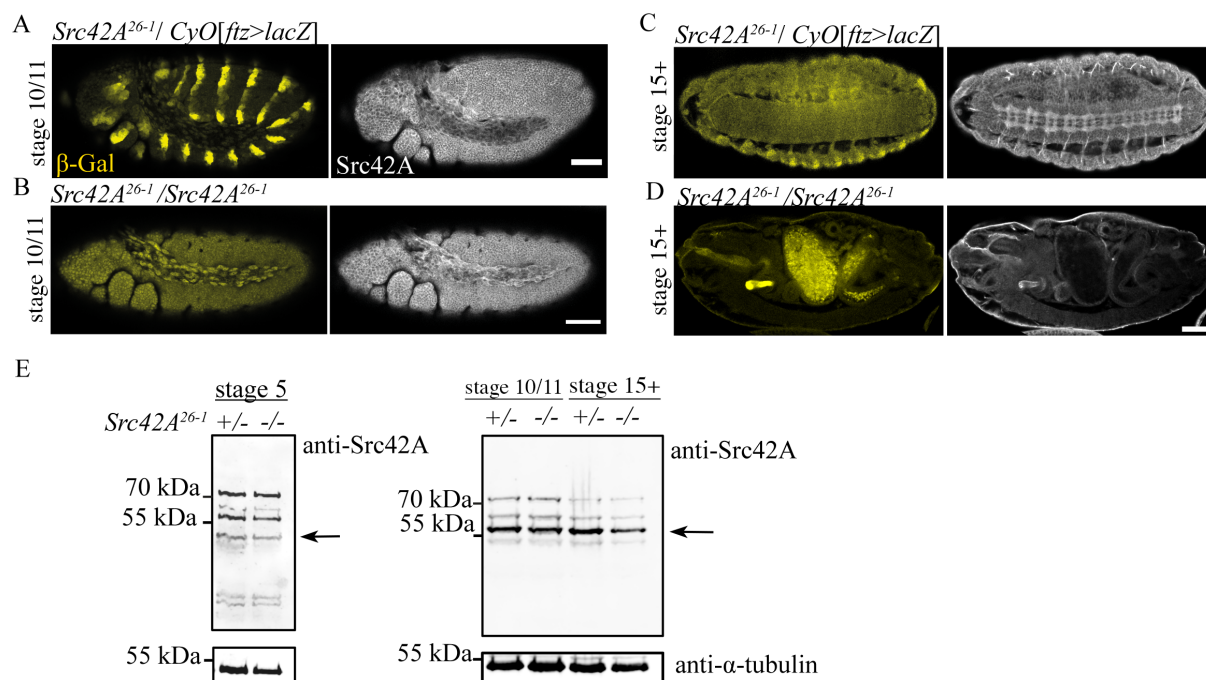 A
Src42A²⁶⁻¹/ CyO[ftz>lacZ]
stage 10/11
β-Gal
Src42A
B
Src42A²⁶⁻¹/Src42A²⁶⁻¹
stage 10/11
C
Src42A²⁶⁻¹/ CyO[ftz>lacZ]
stage 15+
D
Src42A²⁶⁻¹/Src42A²⁶⁻¹
stage 15+
E
stage 5
Src42A²⁶⁻¹ +/- -/-
anti-Src42A
70 kDa
55 kDa
55 kDa
stage 10/11 stage 15+
+/- -/- +/- -/-
anti-Src42A
70 kDa
55 kDa
55 kDa
anti-α-tubulin